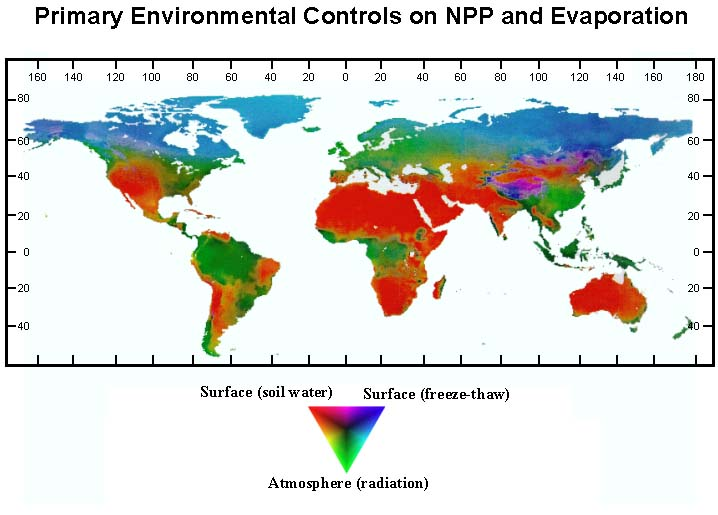 Primary Environmental Controls on NPP and Evaporation
160 140 120 100 80 60 40 20 0 20 40 60 80 100 120 140 160 180
80 80
60 60
40 40
20 20
0 0
20 20
40 40
Surface (soil water) Surface (freeze-thaw)
Atmosphere (radiation)